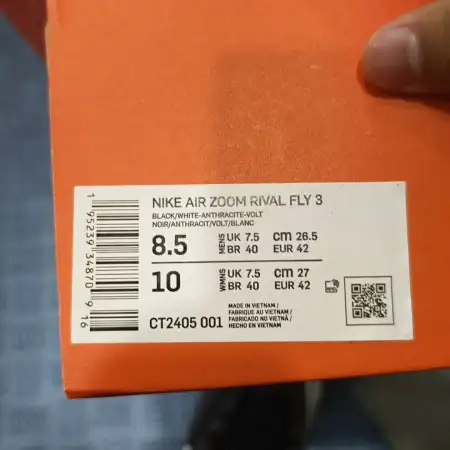 NIKE AIR ZOOM RIVAL FLY 3
BLACK/WHITE-ANTHRACITE-VOLT
NOIR/ANTHRACIT/VOLT/BLANC
8.5 MENS UK 7.5 CM 26.5
BR 40 EUR 42
10 WMNS UK 7.5 CM 27
BR 40 EUR 42
MADE IN VIETNAM /
FABRIQUE AU VIETNAM /
FABRICADO NO VIETNÃ /
HECHO EN VIETNAM
CT2405 001
1 95239 34870 9 16